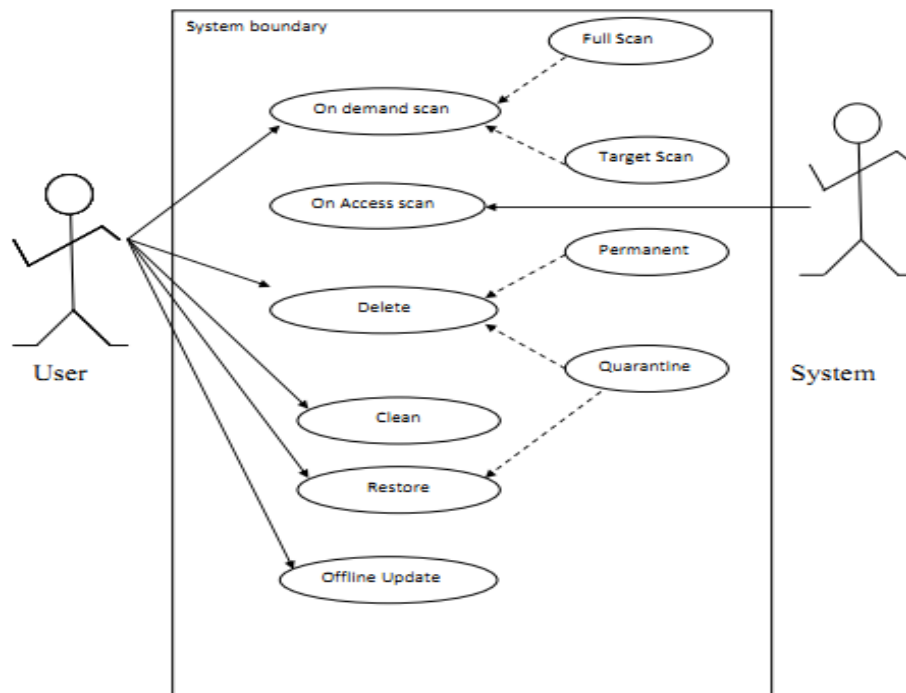 System boundary
Full Scan
On demand scan
Target Scan
On Access scan
Permanent
Delete
Quarantine
User
System
Clean
Restore
Offline Update